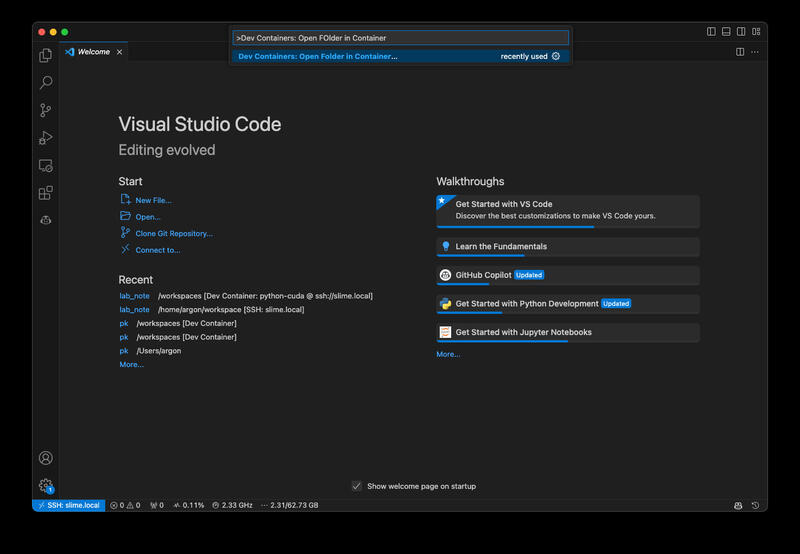 >Dev Containers: Open FOlder in Container
Dev Containers: Open Folder in Container... recently used
Welcome
Visual Studio Code
Editing evolved
Start
New File...
Open...
Clone Git Repository...
Connect to...
Recent
lab_note /workspaces [Dev Container: python-cuda @ ssh://slime.local]
lab_note /home/argon/workspace [SSH: slime.local]
pk /workspaces [Dev Container]
pk /workspaces [Dev Container]
pk /Users/argon
More...
Walkthroughs
Get Started with VS Code
Discover the best customizations to make VS Code yours.
Learn the Fundamentals
GitHub Copilot Updated
Get Started with Python Development Updated
Get Started with Jupyter Notebooks
More...
Show welcome page on startup
1
SSH: slime.local 0 0 0 0.11% 2.33 GHz 2.31/62.73 GB